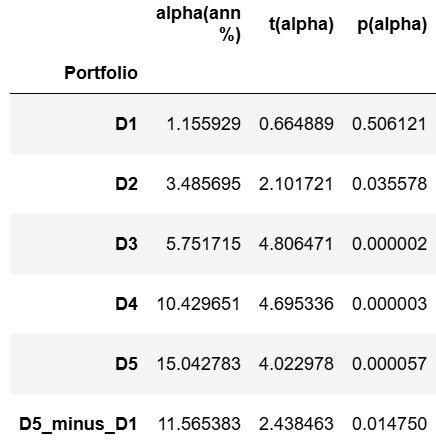 alpha(ann %) t(alpha) p(alpha)
Portfolio
D1 1.155929 0.664889 0.506121
D2 3.485695 2.101721 0.035578
D3 5.751715 4.806471 0.000002
D4 10.429651 4.695336 0.000003
D5 15.042783 4.022978 0.000057
D5_minus_D1 11.565383 2.438463 0.014750